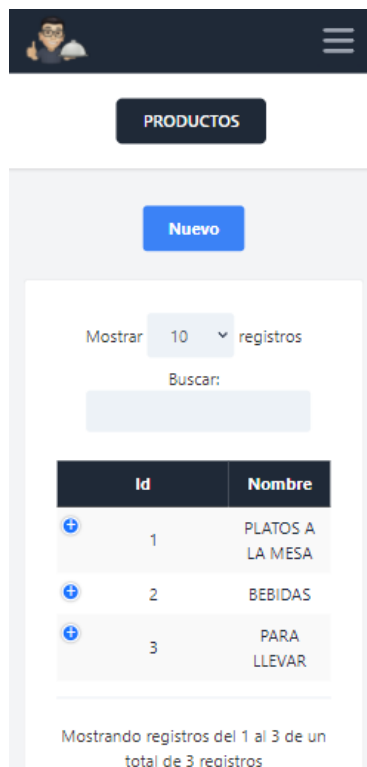 PRODUCTOS
Nuevo
Mostrar 10 registros
Buscar:
Id Nombre
1 PLATOS A
LA MESA
2 BEBIDAS
3 PARA
LLEVAR
Mostrando registros del 1 al 3 de un
total de 3 registros